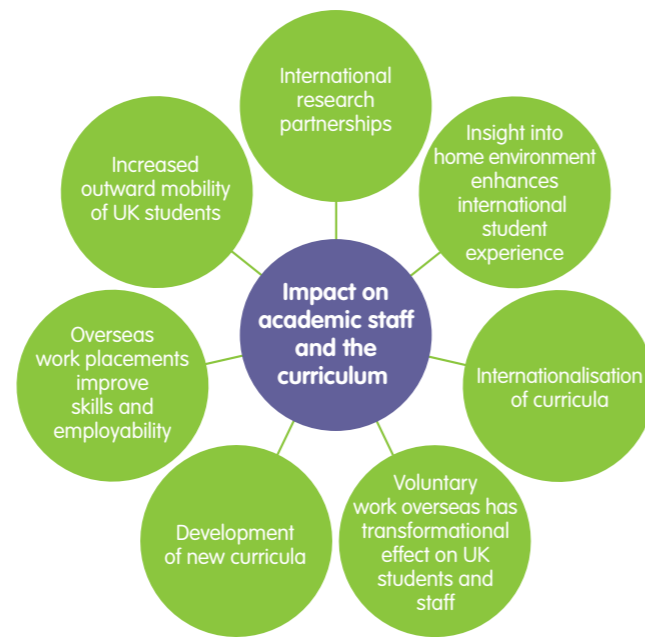 International
research
partnerships
Insight into
home environment
enhances
international
student
experience
Internationalisation
of curricula
Voluntary
work overseas has
transformational
effect on UK
students and
staff
Development
of new curricula
Overseas
work placements
improve
skills and
employability
Increased
outward mobility
of UK students
Impact on
academic staff
and the
curriculum